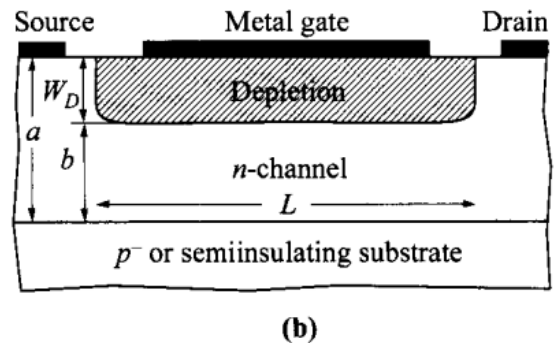 Source Metal gate Drain
W_D
Depletion
a
b
n-channel
L
p⁻ or semiinsulating substrate
(b)